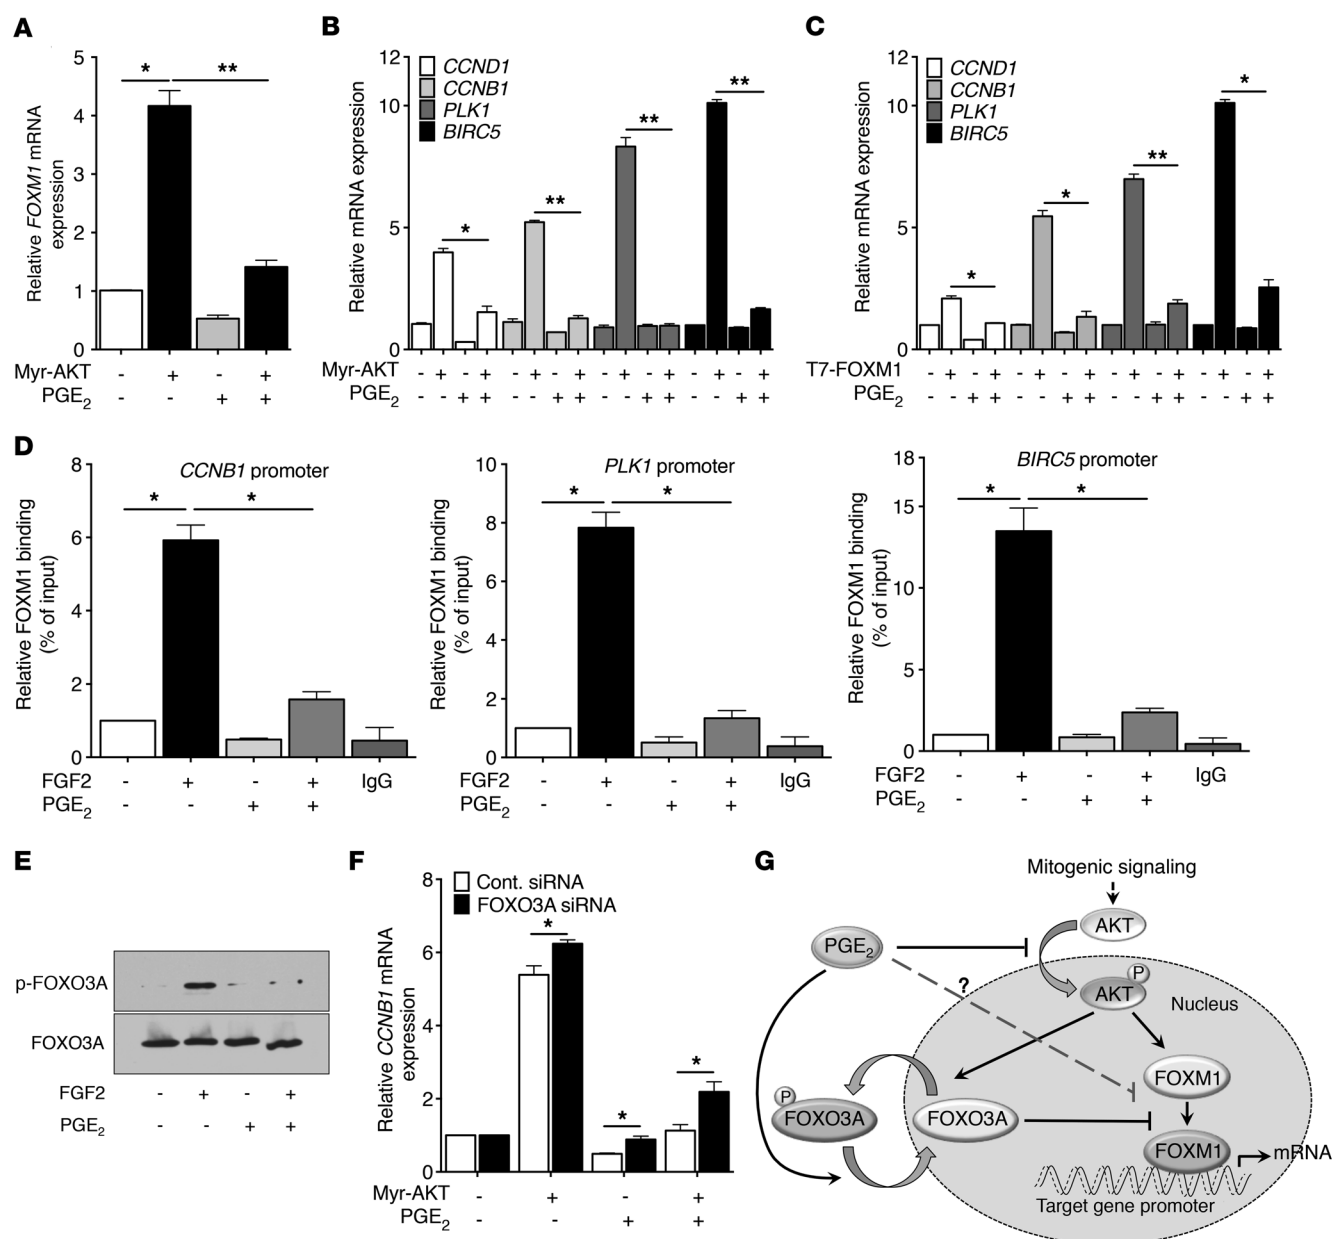 A
5
4
3
2
1
0
Relative FOXM1 mRNA
expression
* **
Myr-AKT - + - +
PGE2 - - + +
B
12
10
5
0
Relative mRNA expression
CCND1
CCNB1
PLK1
BIRC5
* ** ** **
Myr-AKT - + - + - + - + - + - + - + - +
PGE2 - - + + - - + + - - + + - - + +
C
12
10
5
0
Relative mRNA expression
CCND1
CCNB1
PLK1
BIRC5
* * ** *
T7-FOXM1 - + - + - + - + - + - + - + - +
PGE2 - - + + - - + + - - + + - - + +
D
CCNB1 promoter
8
6
4
2
0
Relative FOXM1 binding
(% of input)
* *
FGF2 - + - + IgG
PGE2 - - + +
PLK1 promoter
10
8
6
4
2
0
Relative FOXM1 binding
(% of input)
* *
FGF2 - + - + IgG
PGE2 - - + +
BIRC5 promoter
18
15
10
5
0
Relative FOXM1 binding
(% of input)
* *
FGF2 - + - + IgG
PGE2 - - + +
E
p-FOXO3A
FOXO3A
FGF2 - + - +
PGE2 - - + +
F
8
6
4
2
0
Relative CCNB1 mRNA
expression
Cont. siRNA
FOXO3A siRNA
* * *
Myr-AKT - + - +
PGE2 - - + +
G
Mitogenic signaling
AKT
PGE2
?
P
AKT
Nucleus
FOXM1
P
FOXO3A
FOXO3A
FOXM1
mRNA
Target gene promoter